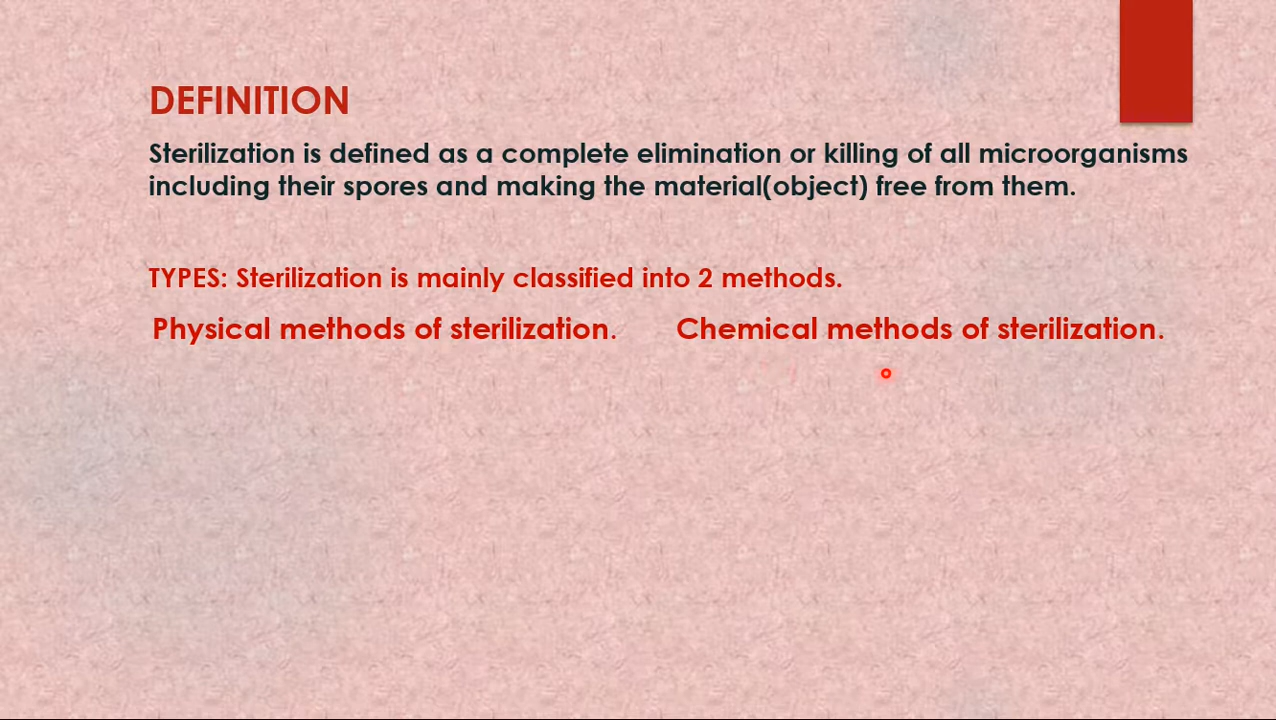 DEFINITION
Sterilization is defined as a complete elimination or killing of all microorganisms
including their spores and making the material(object) free from them.
TYPES: Sterilization is mainly classified into 2 methods.
Physical methods of sterilization. Chemical methods of sterilization.